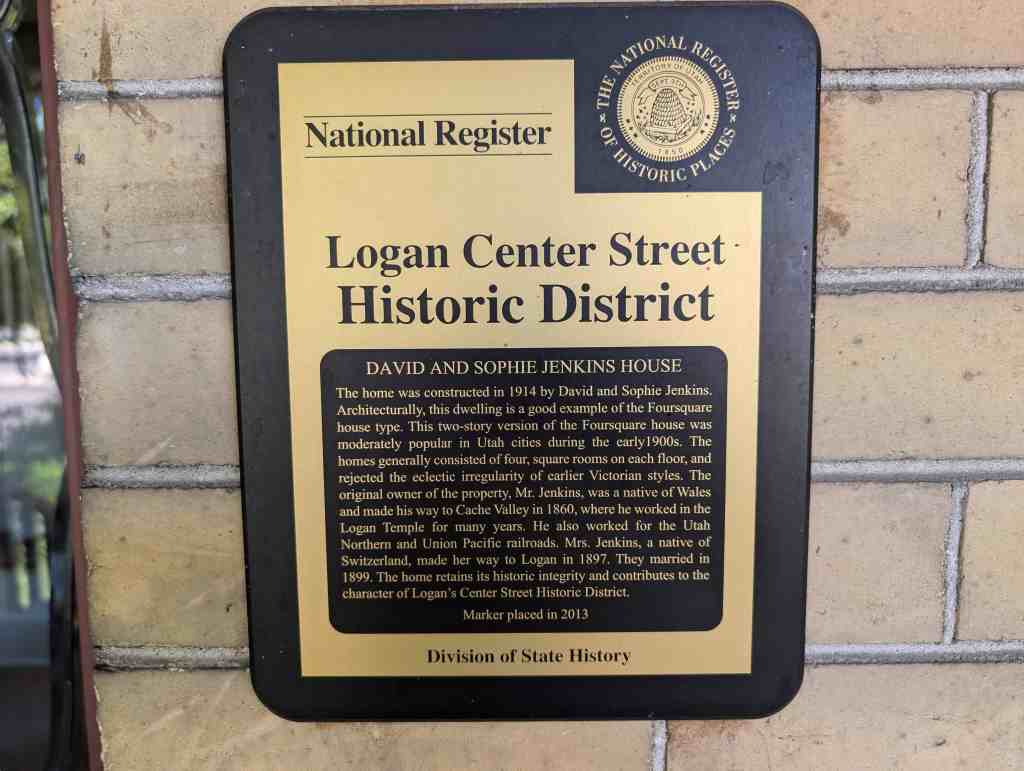 National Register
THE NATIONAL REGISTER
OF HISTORIC PLACES
TERRITORY OF UTAH
1850
Logan Center Street
Historic District
DAVID AND SOPHIE JENKINS HOUSE
The home was constructed in 1914 by David and Sophie Jenkins.
Architecturally, this dwelling is a good example of the Foursquare
house type. This two-story version of the Foursquare house was
moderately popular in Utah cities during the early1900s. The
homes generally consisted of four, square rooms on each floor, and
rejected the eclectic irregularity of earlier Victorian styles. The
original owner of the property, Mr. Jenkins, was a native of Wales
and made his way to Cache Valley in 1860, where he worked in the
Logan Temple for many years. He also worked for the Utah
Northern and Union Pacific railroads. Mrs. Jenkins, a native of
Switzerland, made her way to Logan in 1897. They married in
1899. The home retains its historic integrity and contributes to the
character of Logan's Center Street Historic District.
Marker placed in 2013
Division of State History